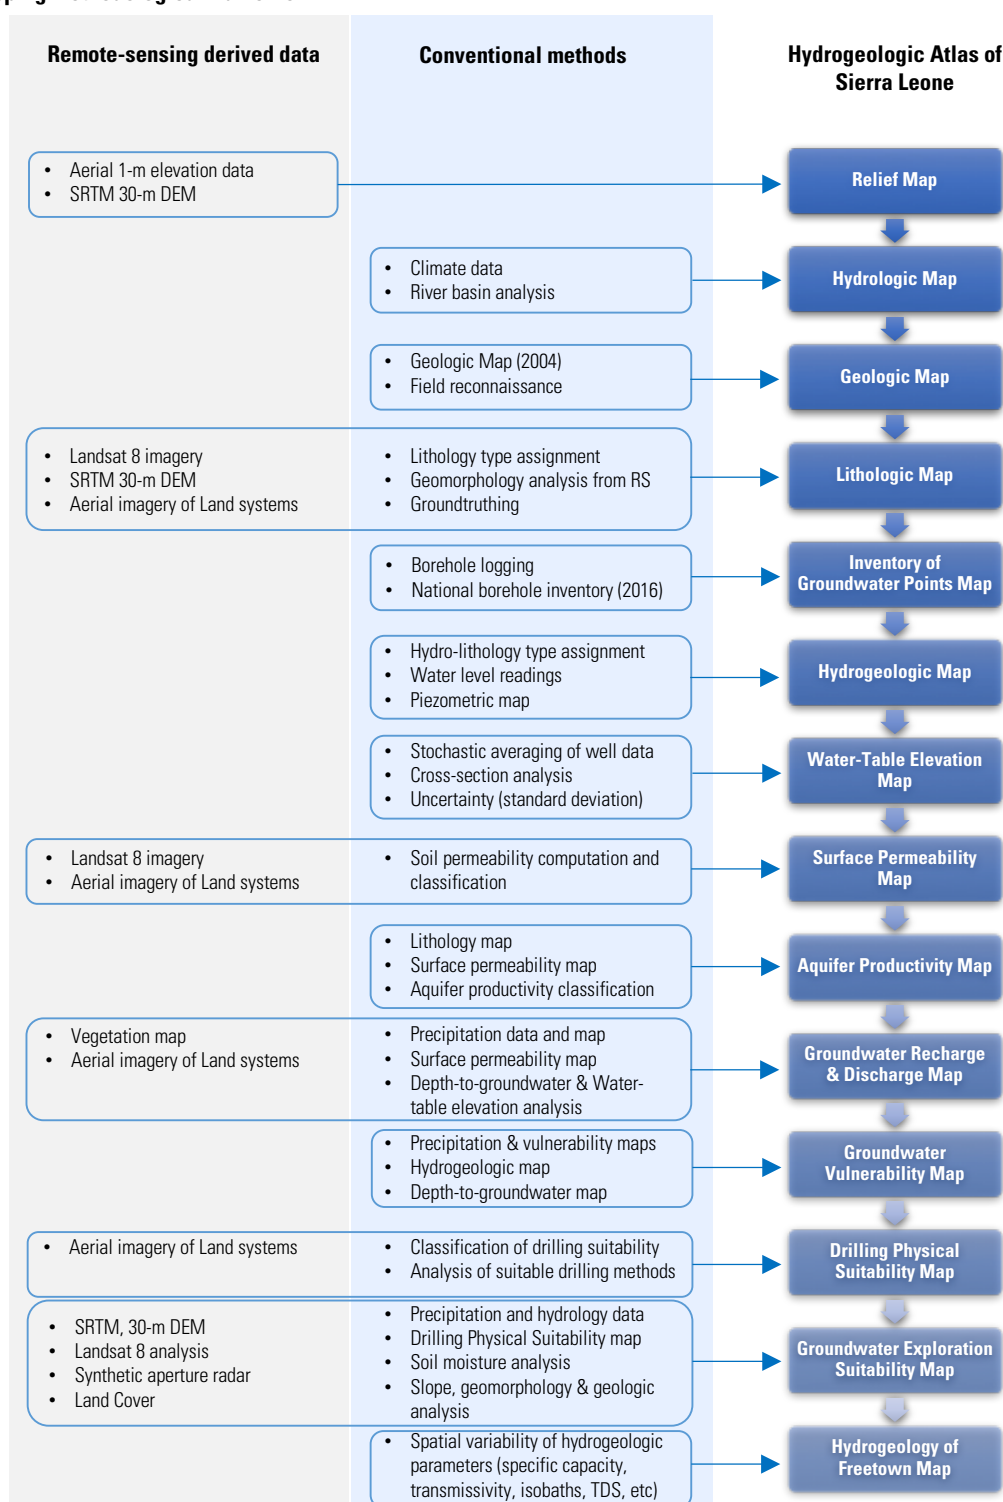 Remote-sensing derived data
Conventional methods
Hydrogeologic Atlas of
Sierra Leone
• Aerial 1-m elevation data
• SRTM 30-m DEM
Relief Map
• Climate data
• River basin analysis
Hydrologic Map
• Geologic Map (2004)
• Field reconnaissance
Geologic Map
• Landsat 8 imagery
• SRTM 30-m DEM
• Aerial imagery of Land systems
• Lithology type assignment
• Geomorphology analysis from RS
• Groundtruthing
Lithologic Map
• Borehole logging
• National borehole inventory (2016)
Inventory of
Groundwater Points Map
• Hydro-lithology type assignment
• Water level readings
• Piezometric map
Hydrogeologic Map
• Stochastic averaging of well data
• Cross-section analysis
• Uncertainty (standard deviation)
Water-Table Elevation
Map
• Landsat 8 imagery
• Aerial imagery of Land systems
• Soil permeability computation and
classification
Surface Permeability
Map
• Lithology map
• Surface permeability map
• Aquifer productivity classification
Aquifer Productivity Map
• Vegetation map
• Aerial imagery of Land systems
• Precipitation data and map
• Surface permeability map
• Depth-to-groundwater & Water-
table elevation analysis
Groundwater Recharge
& Discharge Map
• Precipitation & vulnerability maps
• Hydrogeologic map
• Depth-to-groundwater map
Groundwater
Vulnerability Map
• Aerial imagery of Land systems
• Classification of drilling suitability
• Analysis of suitable drilling methods
Drilling Physical
Suitability Map
• SRTM, 30-m DEM
• Landsat 8 analysis
• Synthetic aperture radar
• Land Cover
• Precipitation and hydrology data
• Drilling Physical Suitability map
• Soil moisture analysis
• Slope, geomorphology & geologic
analysis
Groundwater Exploration
Suitability Map
• Spatial variability of hydrogeologic
parameters (specific capacity,
transmissivity, isobaths, TDS, etc)
Hydrogeology of
Freetown Map